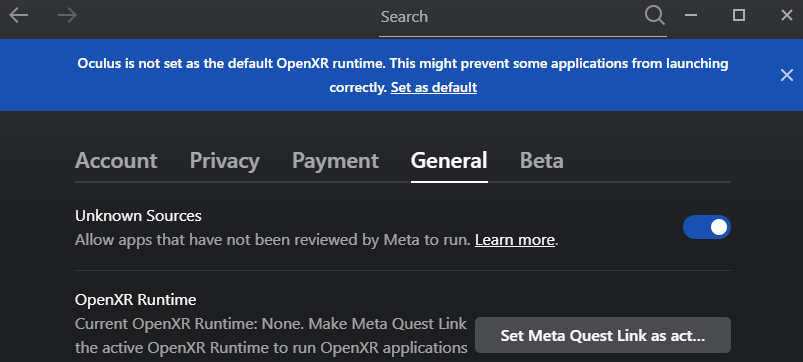 Search
Oculus is not set as the default OpenXR runtime. This might prevent some applications from launching
correctly. Set as default
Account Privacy Payment General Beta
Unknown Sources
Allow apps that have not been reviewed by Meta to run. Learn more.
OpenXR Runtime
Current OpenXR Runtime: None. Make Meta Quest Link
the active OpenXR Runtime to run OpenXR applications
Set Meta Quest Link as act...